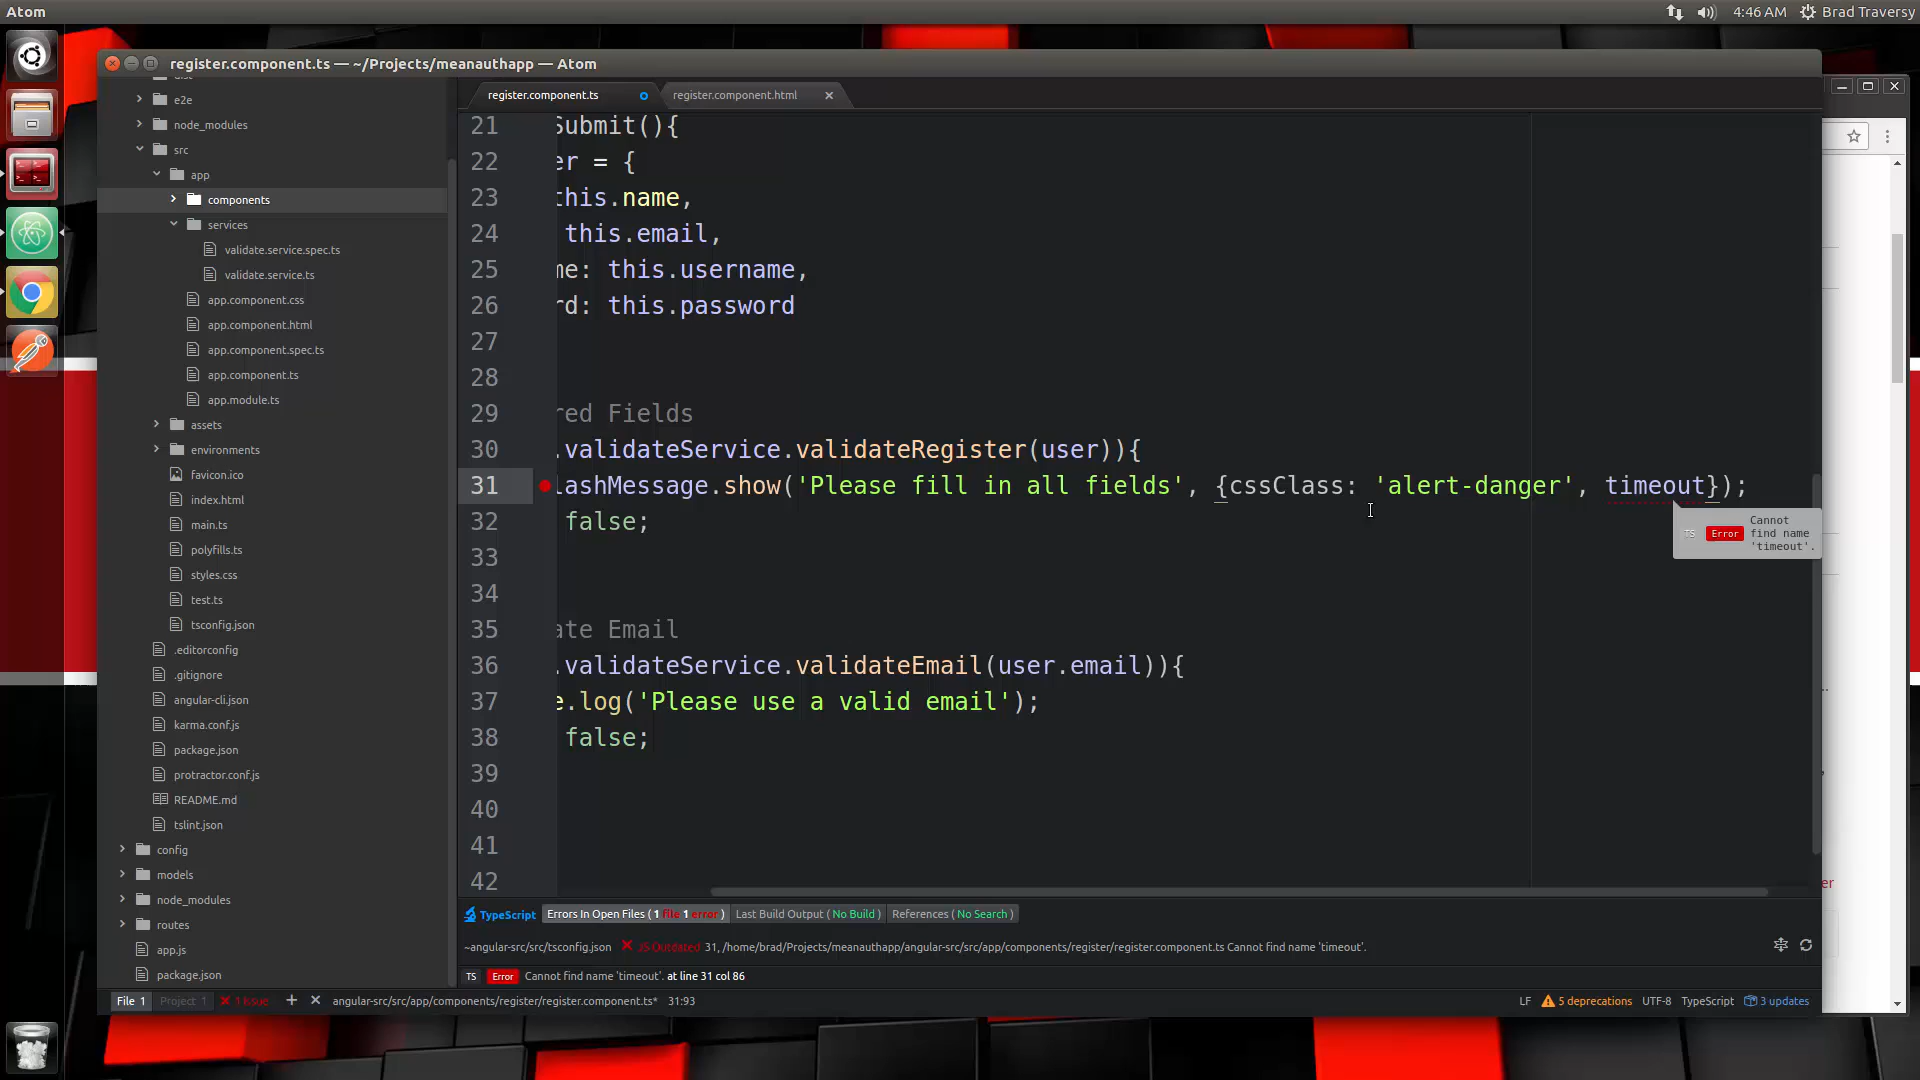 Atom
4:46 AM
Brad Traversy
register.component.ts — ~/Projects/meanauthapp — Atom
e2e
node_modules
src
app
components
services
validate.service.spec.ts
validate.service.ts
app.component.css
app.component.html
app.component.spec.ts
app.component.ts
app.module.ts
assets
environments
favicon.ico
index.html
main.ts
polyfills.ts
styles.css
test.ts
tsconfig.json
.editorconfig
.gitignore
angular-cli.json
karma.conf.js
package.json
protractor.conf.js
README.md
tslint.json
config
models
node_modules
routes
app.js
package.json
register.component.ts
register.component.html
21 Submit(){
22 er = {
23 this.name,
24 this.email,
25 me: this.username,
26 rd: this.password
27
28
29 red Fields
30 .validateService.validateRegister(user)){
31 lashMessage.show('Please fill in all fields', {cssClass: 'alert-danger', timeout});
32 false;
33
34
35 ate Email
36 .validateService.validateEmail(user.email)){
37 e.log('Please use a valid email');
38 false;
39
40
41
42
TS Error Cannot
find name
'timeout'.
TypeScript Errors In Open Files ( 1 file 1 error ) Last Build Output ( No Build ) References ( No Search )
~angular-src/src/tsconfig.json JS Outdated 31, /home/brad/Projects/meanauthapp/angular-src/src/app/components/register/register.component.ts Cannot find name 'timeout'.
TS Error Cannot find name 'timeout'. at line 31 col 86
File 1 Project 1 1 Issue + angular-src/src/app/components/register/register.component.ts* 31:93 LF 5 deprecations UTF-8 TypeScript 3 updates
er